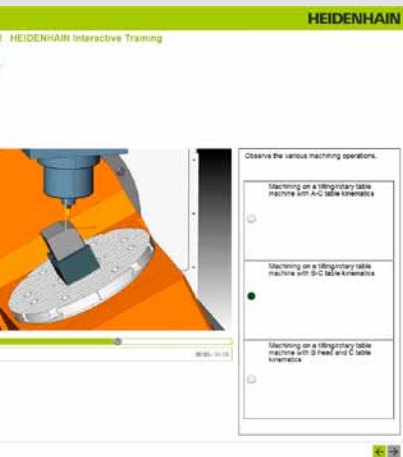 HEIDENHAIN
HEIDENHAIN Interactive Training
Observe the various machining operations.
Machining on a tilting/rotary table
machine with A-C table kinematics
Machining on a tilting/rotary table
machine with B-C table kinematics
Machining on a tilting/rotary table
machine with B head and C table
kinematics